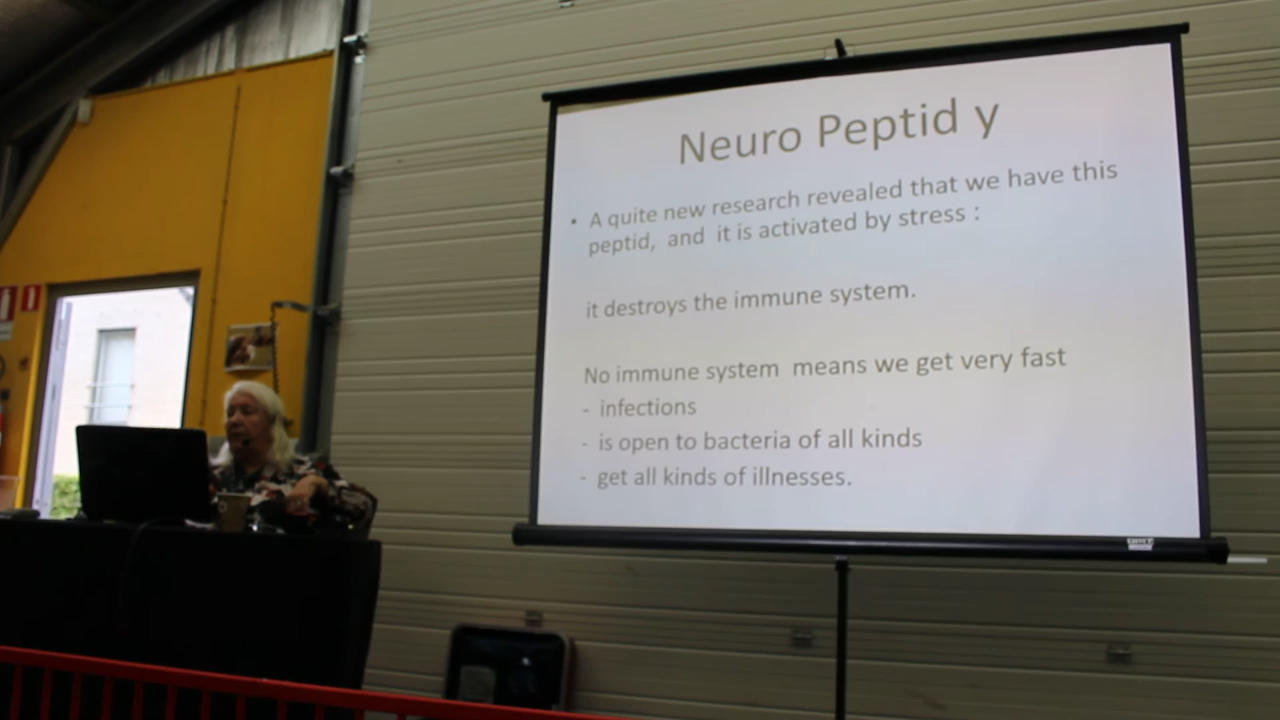 Neuro Peptid y
• A quite new research revealed that we have this
peptid, and it is activated by stress :
it destroys the immune system.
No immune system means we get very fast
- infections
- is open to bacteria of all kinds
- get all kinds of illnesses.